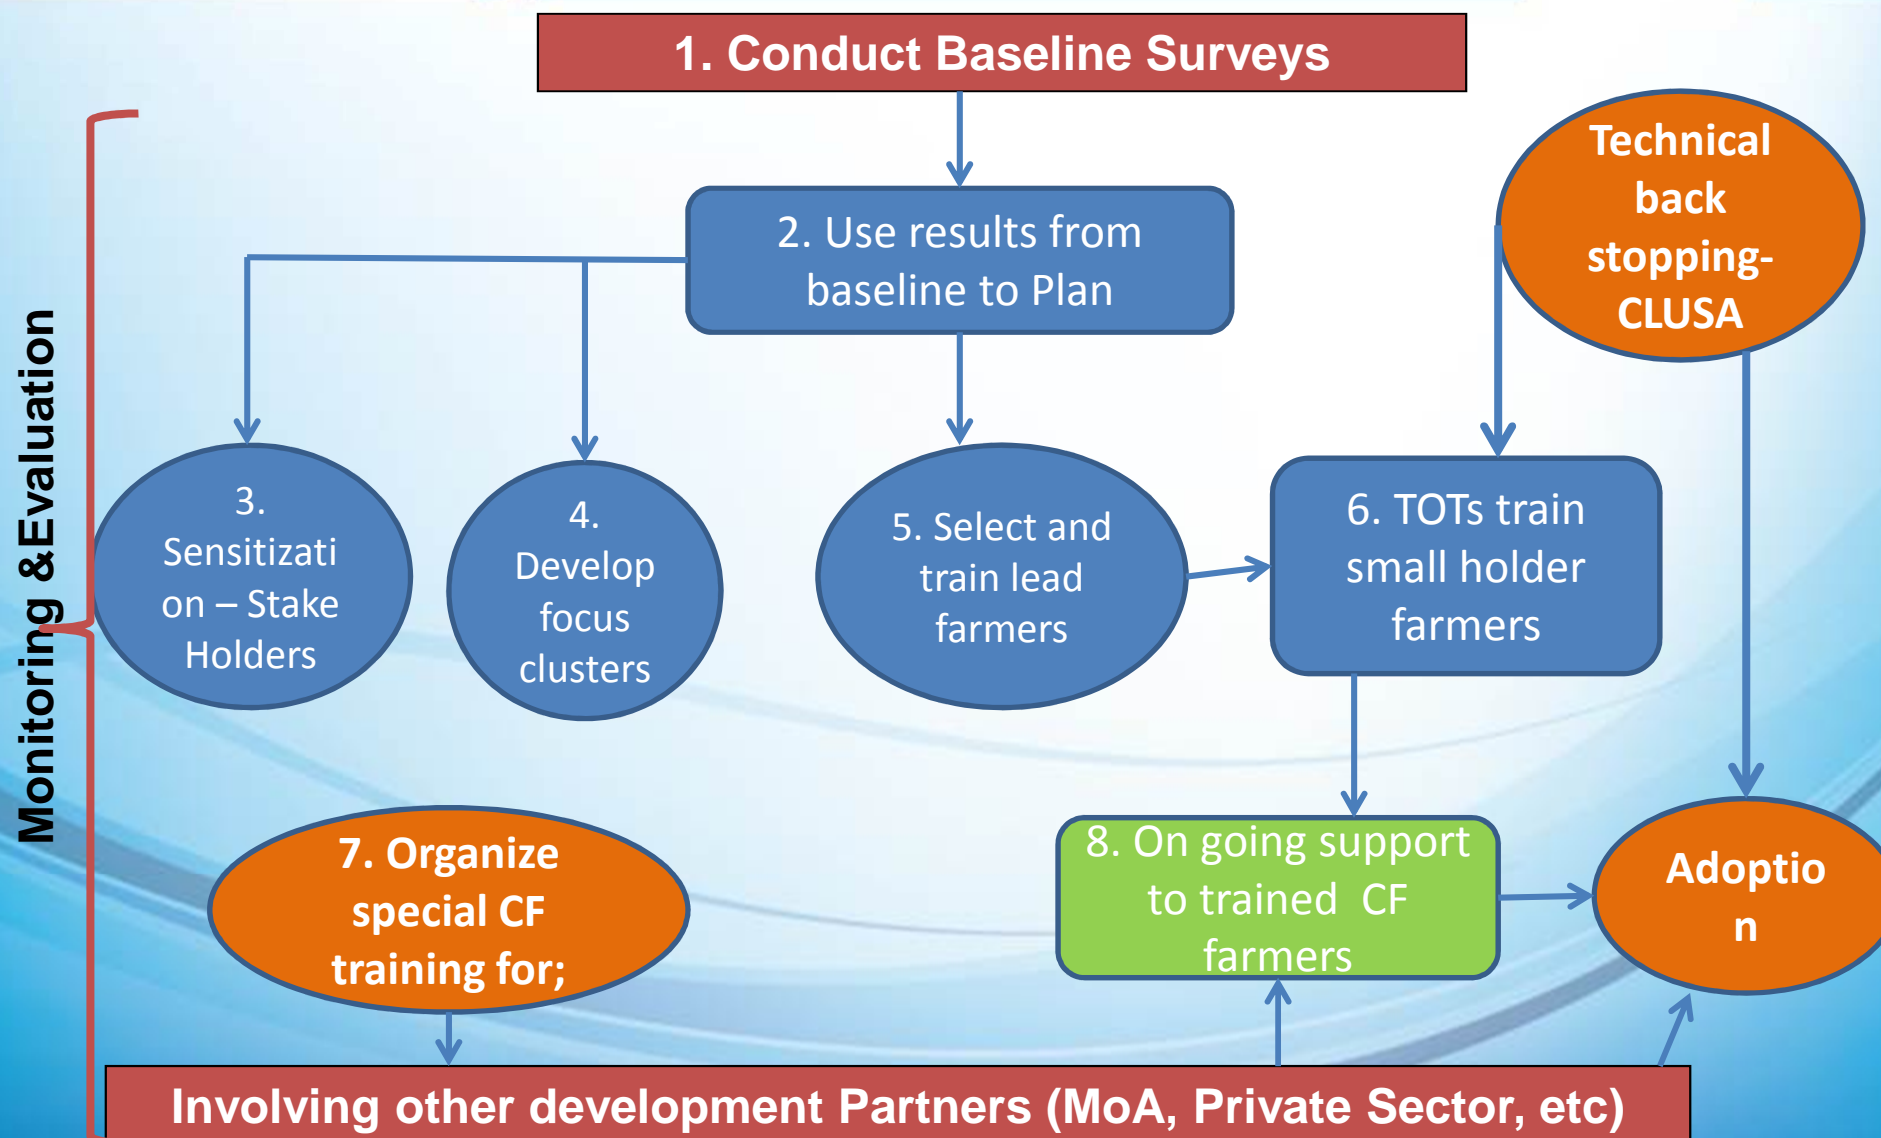 1. Conduct Baseline Surveys
Technical
back
stopping-
CLUSA
2. Use results from
baseline to Plan
Monitoring &Evaluation
3.
Sensitizati
on – Stake
Holders
4.
Develop
focus
clusters
5. Select and
train lead
farmers
6. TOTs train
small holder
farmers
7. Organize
special CF
training for;
8. On going support
to trained  CF
farmers
Adoptio
n
Involving other development Partners (MoA, Private Sector, etc)